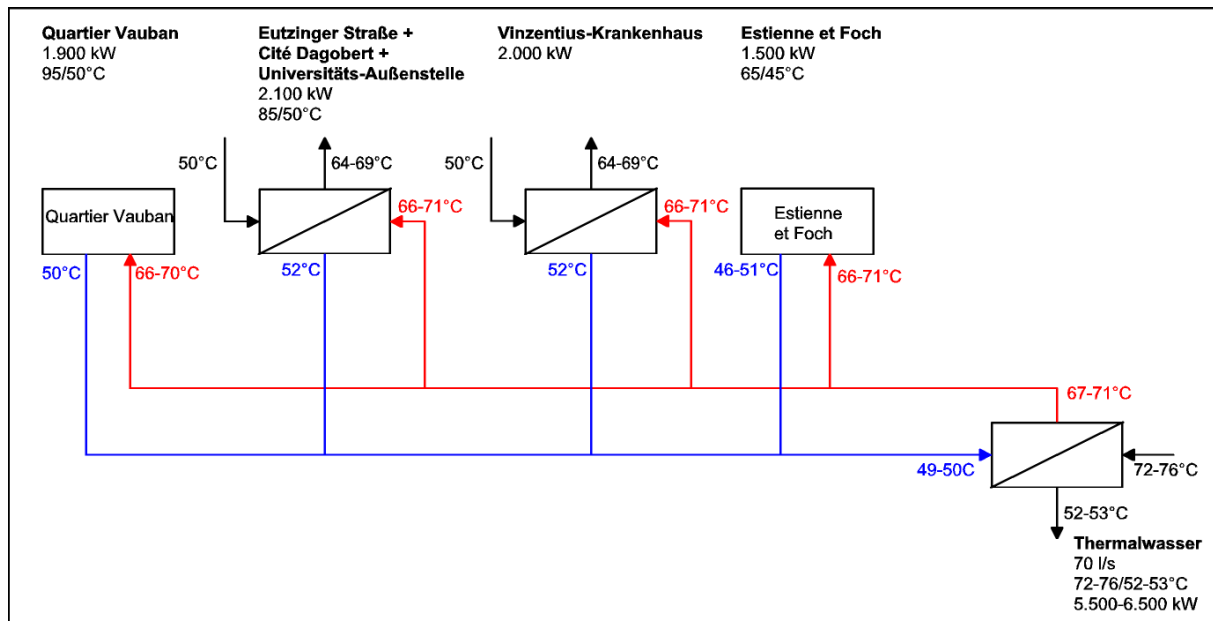 Quartier Vauban
1.900 kW
95/50°C
Eutzinger Straße +
Cité Dagobert +
Universitäts-Außenstelle
2.100 kW
85/50°C
Vinzentius-Krankenhaus
2.000 kW
Estienne et Foch
1.500 kW
65/45°C
50°C
64-69°C
50°C
64-69°C
Quartier Vauban
66-71°C
66-71°C
Estienne
et Foch
50°C
66-70°C
52°C
52°C
46-51°C
66-71°C
67-71°C
49-50C
72-76°C
52-53°C
Thermalwasser
70 l/s
72-76/52-53°C
5.500-6.500 kW